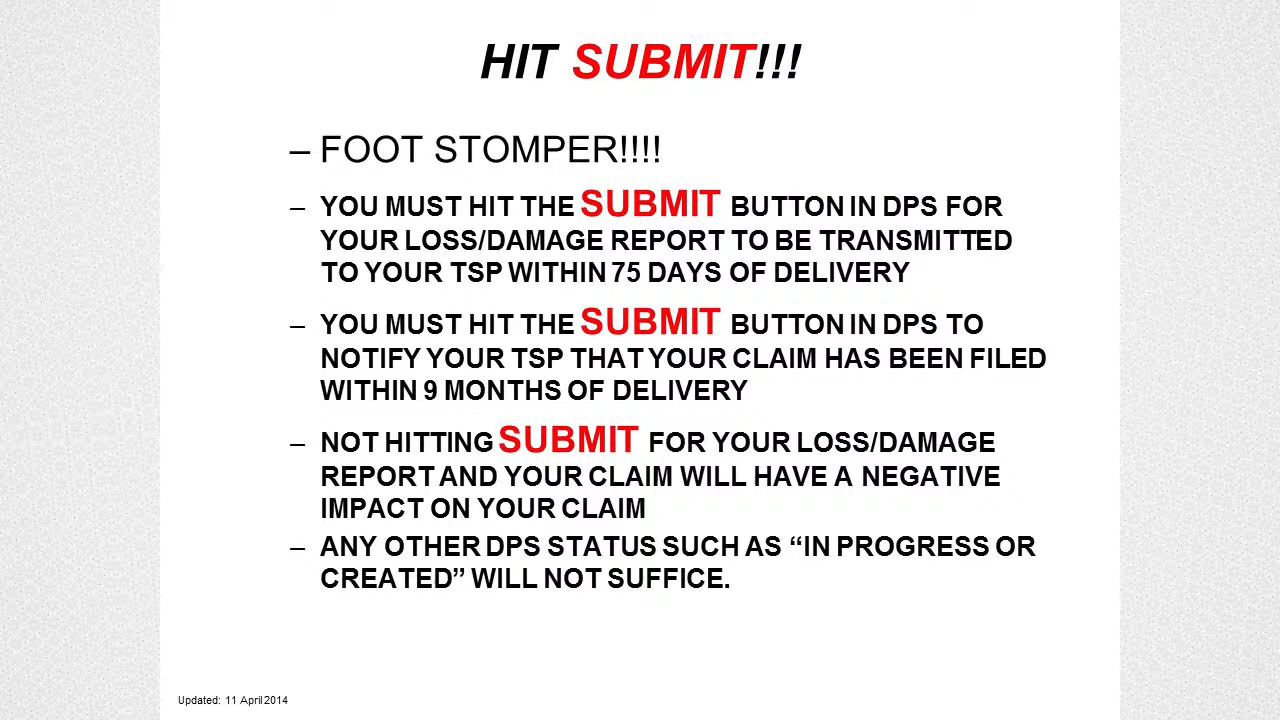 HIT SUBMIT!!!
– FOOT STOMPER!!!!
– YOU MUST HIT THE SUBMIT BUTTON IN DPS FOR
YOUR LOSS/DAMAGE REPORT TO BE TRANSMITTED
TO YOUR TSP WITHIN 75 DAYS OF DELIVERY
– YOU MUST HIT THE SUBMIT BUTTON IN DPS TO
NOTIFY YOUR TSP THAT YOUR CLAIM HAS BEEN FILED
WITHIN 9 MONTHS OF DELIVERY
– NOT HITTING SUBMIT FOR YOUR LOSS/DAMAGE
REPORT AND YOUR CLAIM WILL HAVE A NEGATIVE
IMPACT ON YOUR CLAIM
– ANY OTHER DPS STATUS SUCH AS “IN PROGRESS OR
CREATED” WILL NOT SUFFICE.
Updated: 11 April 2014